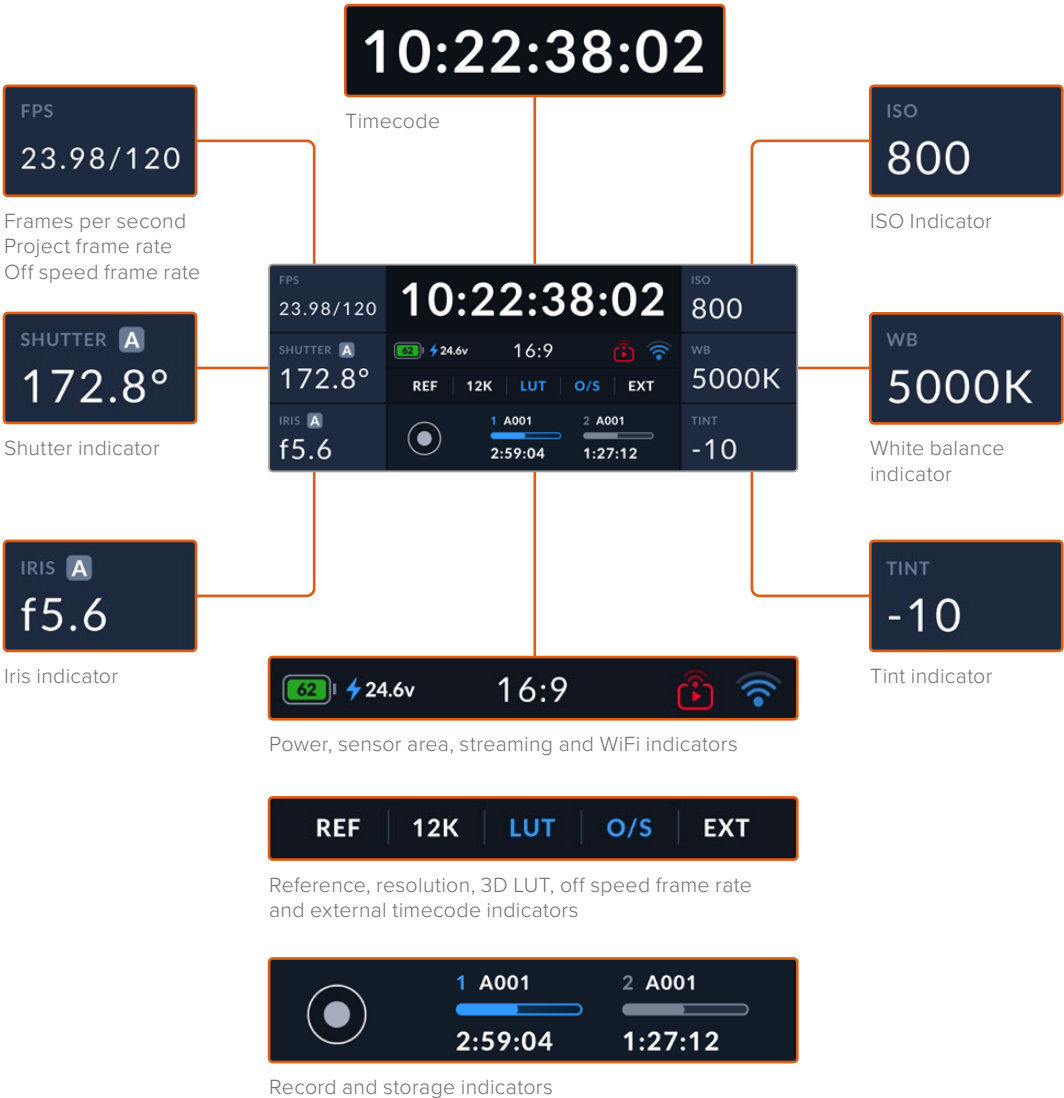 10:22:38:02
Timecode
FPS
23.98/120
Frames per second
Project frame rate
Off speed frame rate
ISO
800
ISO Indicator
FPS
23.98/120
10:22:38:02
ISO
800
SHUTTER A
172.8°
62 24.6v 16:9
REF 12K LUT O/S EXT
WB
5000K
IRIS A
f5.6
1 A001 2 A001
2:59:04 1:27:12
TINT
-10
SHUTTER A
172.8°
Shutter indicator
WB
5000K
White balance
indicator
IRIS A
f5.6
Iris indicator
TINT
-10
Tint indicator
62 24.6v 16:9
Power, sensor area, streaming and WiFi indicators
REF 12K LUT O/S EXT
Reference, resolution, 3D LUT, off speed frame rate
and external timecode indicators
1 A001 2 A001
2:59:04 1:27:12
Record and storage indicators